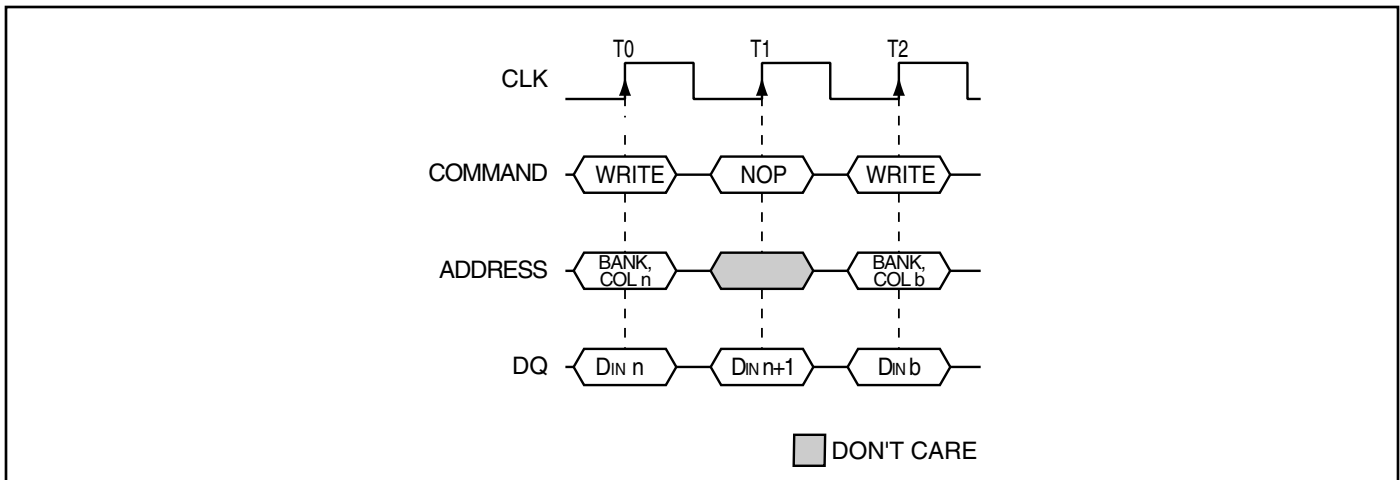 T0 T1 T2
CLK
COMMAND WRITE NOP WRITE
ADDRESS BANK, COL n BANK, COL b
DQ DIN n DIN n+1 DIN b
DON'T CARE